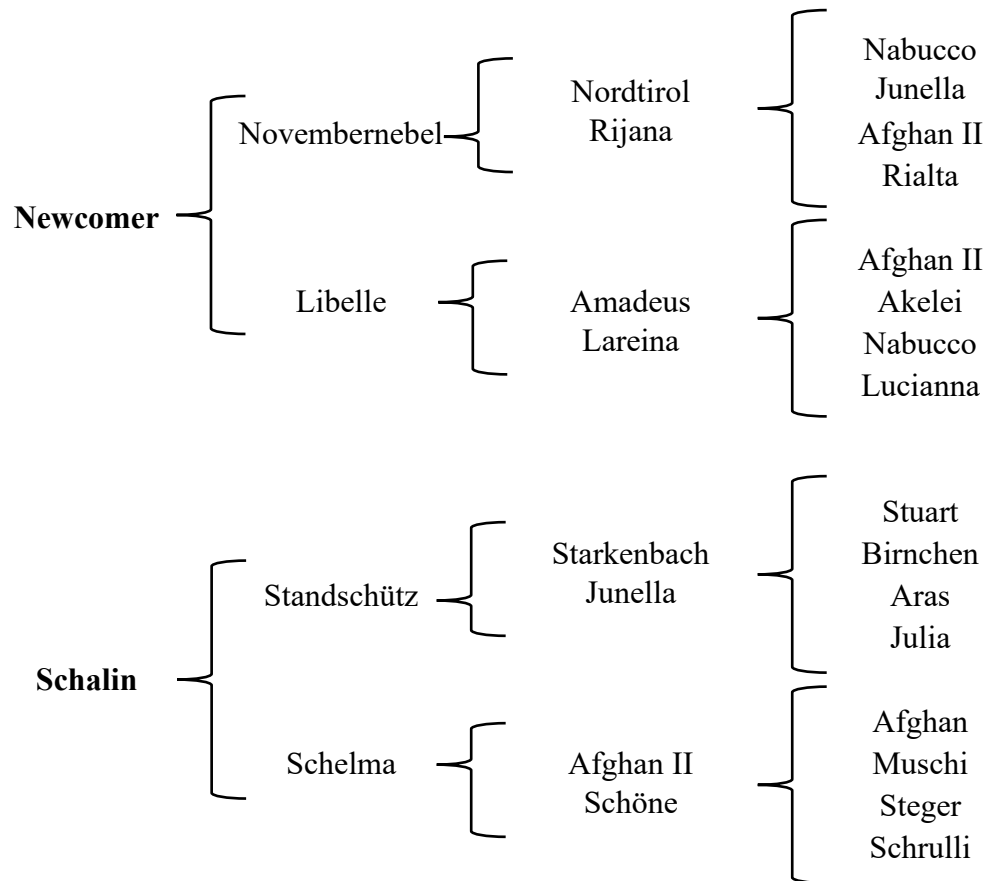 Newcomer
Novembernebel
Nordtirol
Rijana
Nabucco
Junella
Afghan II
Rialta
Libelle
Amadeus
Lareina
Afghan II
Akelei
Nabucco
Lucianna
Schalin
Standschütz
Starkenbach
Junella
Stuart
Birnchen
Aras
Julia
Schelma
Afghan II
Schöne
Afghan
Muschi
Steger
Schrulli